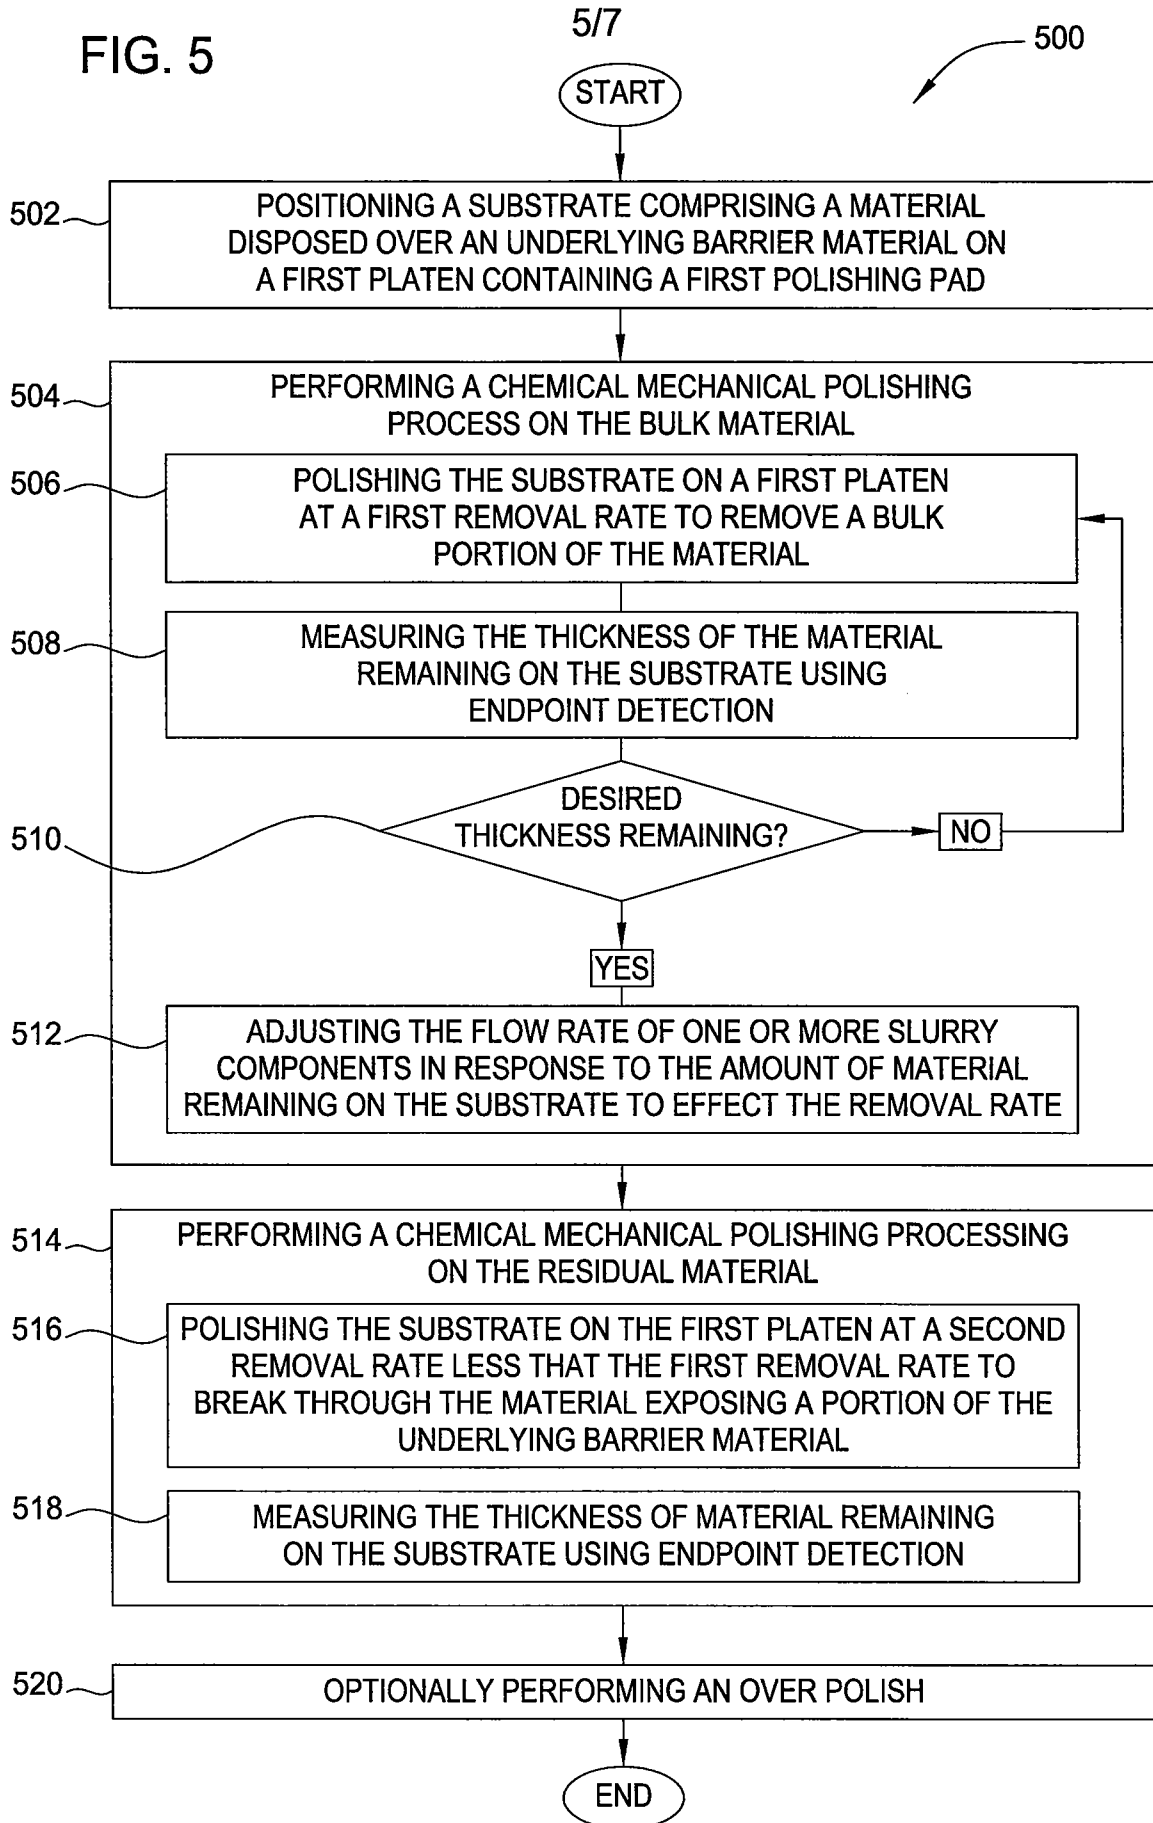 5/7
FIG. 5
500
START
502
POSITIONING A SUBSTRATE COMPRISING A MATERIAL
DISPOSED OVER AN UNDERLYING BARRIER MATERIAL ON
A FIRST PLATEN CONTAINING A FIRST POLISHING PAD
504
PERFORMING A CHEMICAL MECHANICAL POLISHING
PROCESS ON THE BULK MATERIAL
506
POLISHING THE SUBSTRATE ON A FIRST PLATEN
AT A FIRST REMOVAL RATE TO REMOVE A BULK
PORTION OF THE MATERIAL
508
MEASURING THE THICKNESS OF THE MATERIAL
REMAINING ON THE SUBSTRATE USING
ENDPOINT DETECTION
510
DESIRED
THICKNESS REMAINING?
NO
YES
512
ADJUSTING THE FLOW RATE OF ONE OR MORE SLURRY
COMPONENTS IN RESPONSE TO THE AMOUNT OF MATERIAL
REMAINING ON THE SUBSTRATE TO EFFECT THE REMOVAL RATE
514
PERFORMING A CHEMICAL MECHANICAL POLISHING PROCESSING
ON THE RESIDUAL MATERIAL
516
POLISHING THE SUBSTRATE ON THE FIRST PLATEN AT A SECOND
REMOVAL RATE LESS THAT THE FIRST REMOVAL RATE TO
BREAK THROUGH THE MATERIAL EXPOSING A PORTION OF THE
UNDERLYING BARRIER MATERIAL
518
MEASURING THE THICKNESS OF MATERIAL REMAINING
ON THE SUBSTRATE USING ENDPOINT DETECTION
520
OPTIONALLY PERFORMING AN OVER POLISH
END